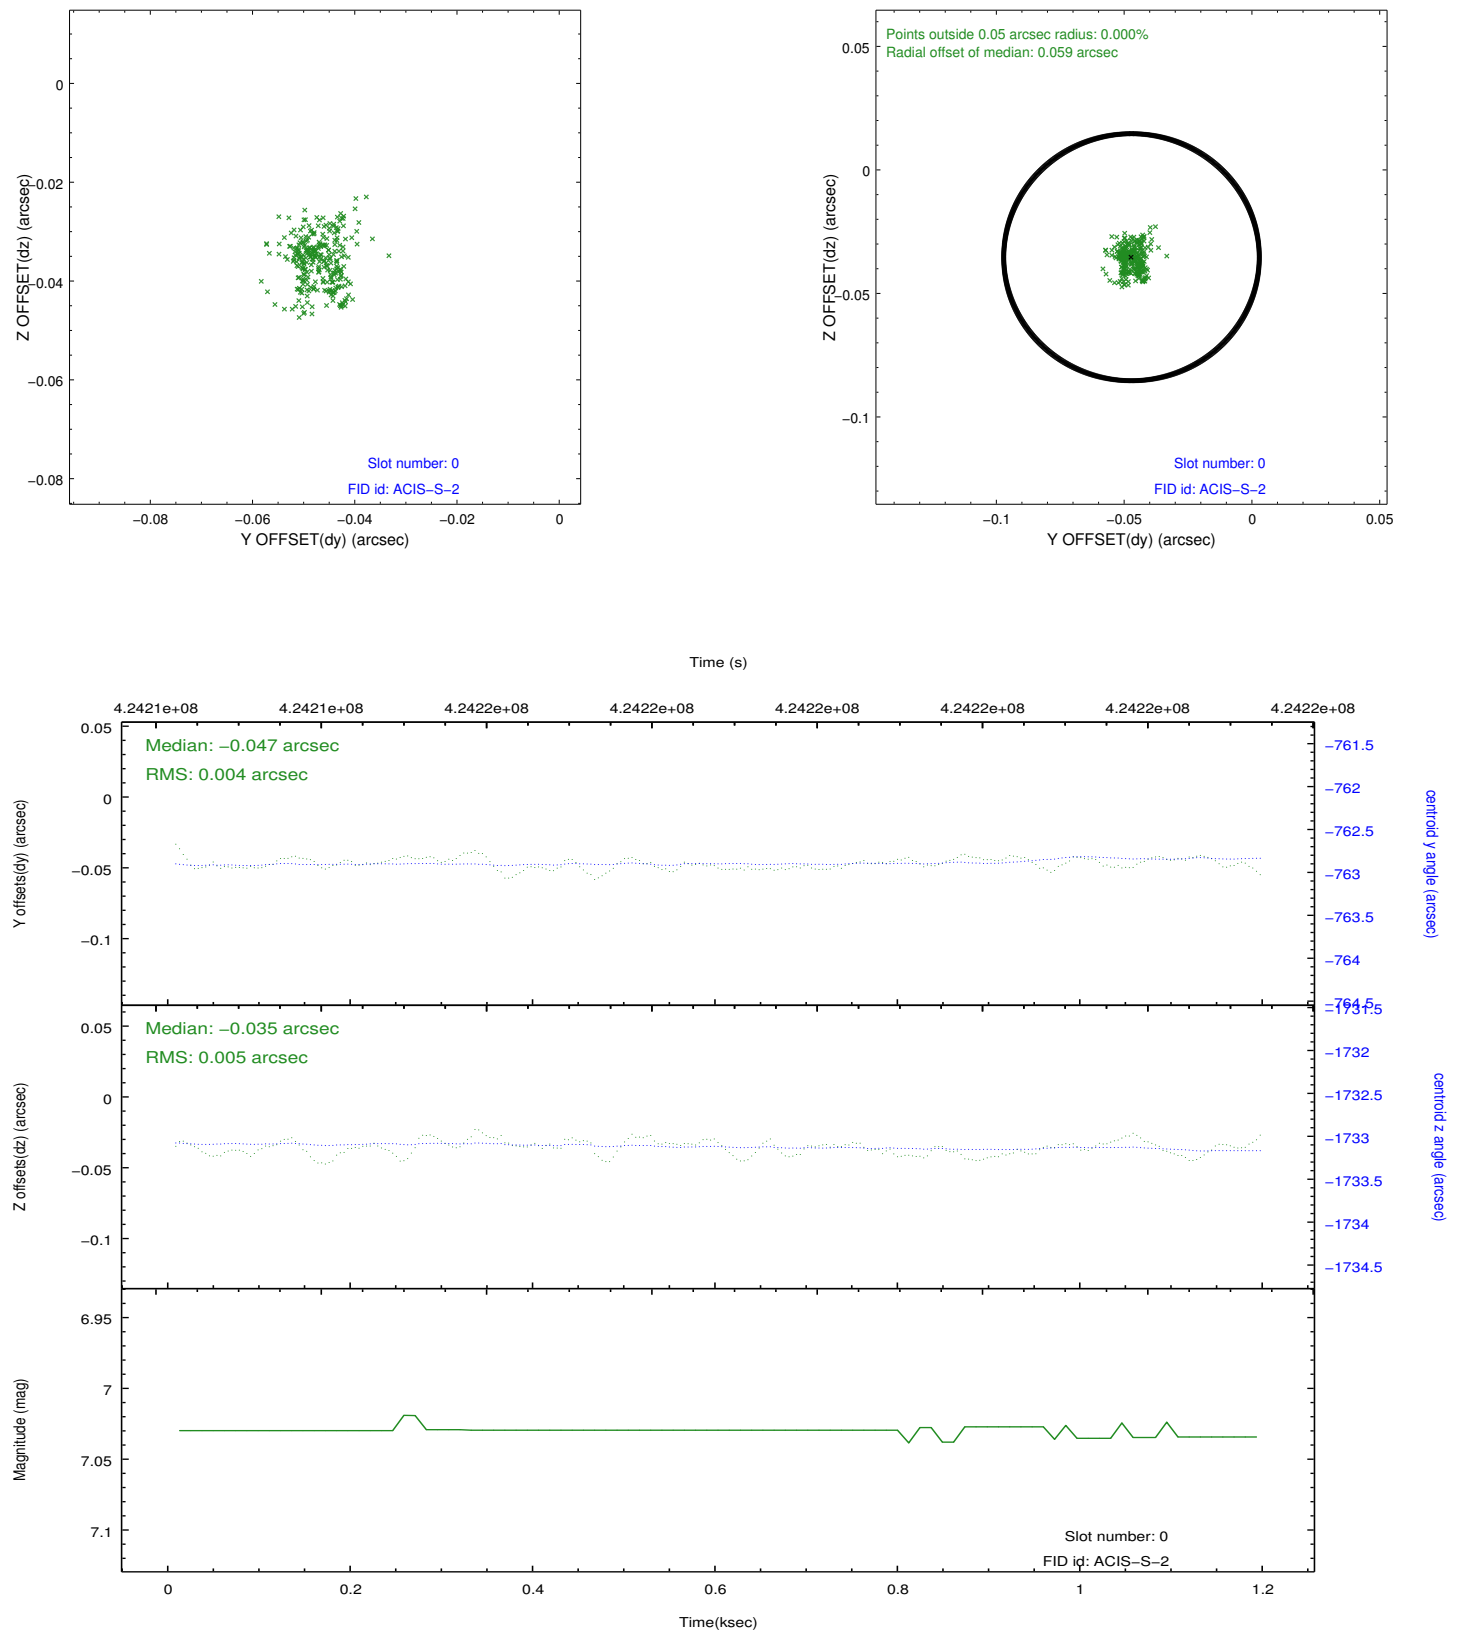 0
−0.02
−0.04
−0.06
−0.08
Z OFFSET(dz) (arcsec)
Slot number: 0
FID id: ACIS−S−2
−0.08
−0.06
−0.04
−0.02
0
Y OFFSET(dy) (arcsec)
Points outside 0.05 arcsec radius: 0.000%
Radial offset of median: 0.059 arcsec
0.05
0
−0.05
−0.1
Z OFFSET(dz) (arcsec)
Slot number: 0
FID id: ACIS−S−2
−0.1
−0.05
0
0.05
Y OFFSET(dy) (arcsec)
Time (s)
4.2421e+08
4.2421e+08
4.2422e+08
4.2422e+08
4.2422e+08
4.2422e+08
4.2422e+08
4.2422e+08
Median: −0.047 arcsec
RMS: 0.004 arcsec
0.05
0
−0.05
−0.1
Y offsets(dy) (arcsec)
−761.5
−762
−762.5
−763
−763.5
−764
−764.5
centroid y angle (arcsec)
Median: −0.035 arcsec
RMS: 0.005 arcsec
0.05
0
−0.05
−0.1
Z offsets(dz) (arcsec)
−1731.5
−1732
−1732.5
−1733
−1733.5
−1734
−1734.5
centroid z angle (arcsec)
6.95
7
7.05
7.1
Magnitude (mag)
Slot number: 0
FID id: ACIS−S−2
0
0.2
0.4
0.6
0.8
1
1.2
Time(ksec)